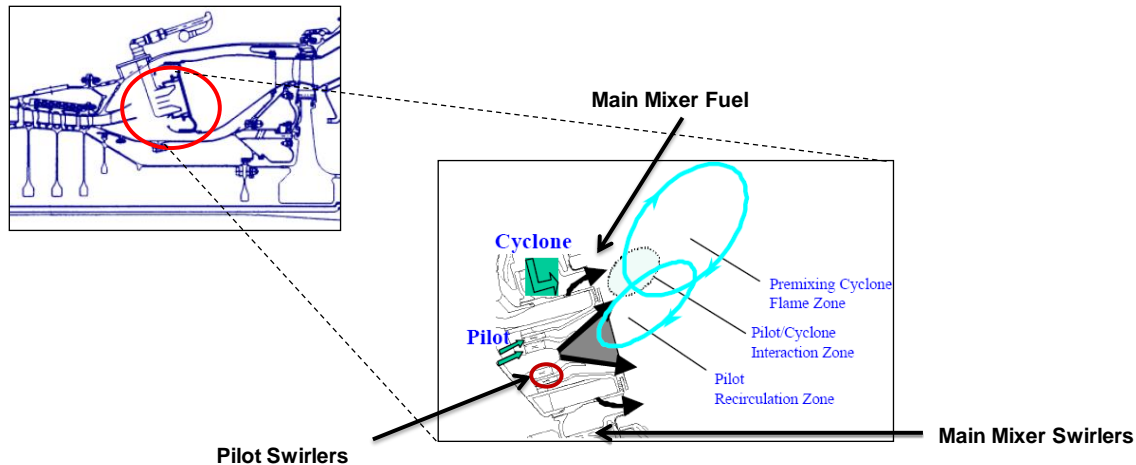 Main Mixer Fuel
Cyclone
Premixing Cyclone
Flame Zone
Pilot
Pilot/Cyclone
Interaction Zone
Pilot
Recirculation Zone
Main Mixer Swirlers
Pilot Swirlers